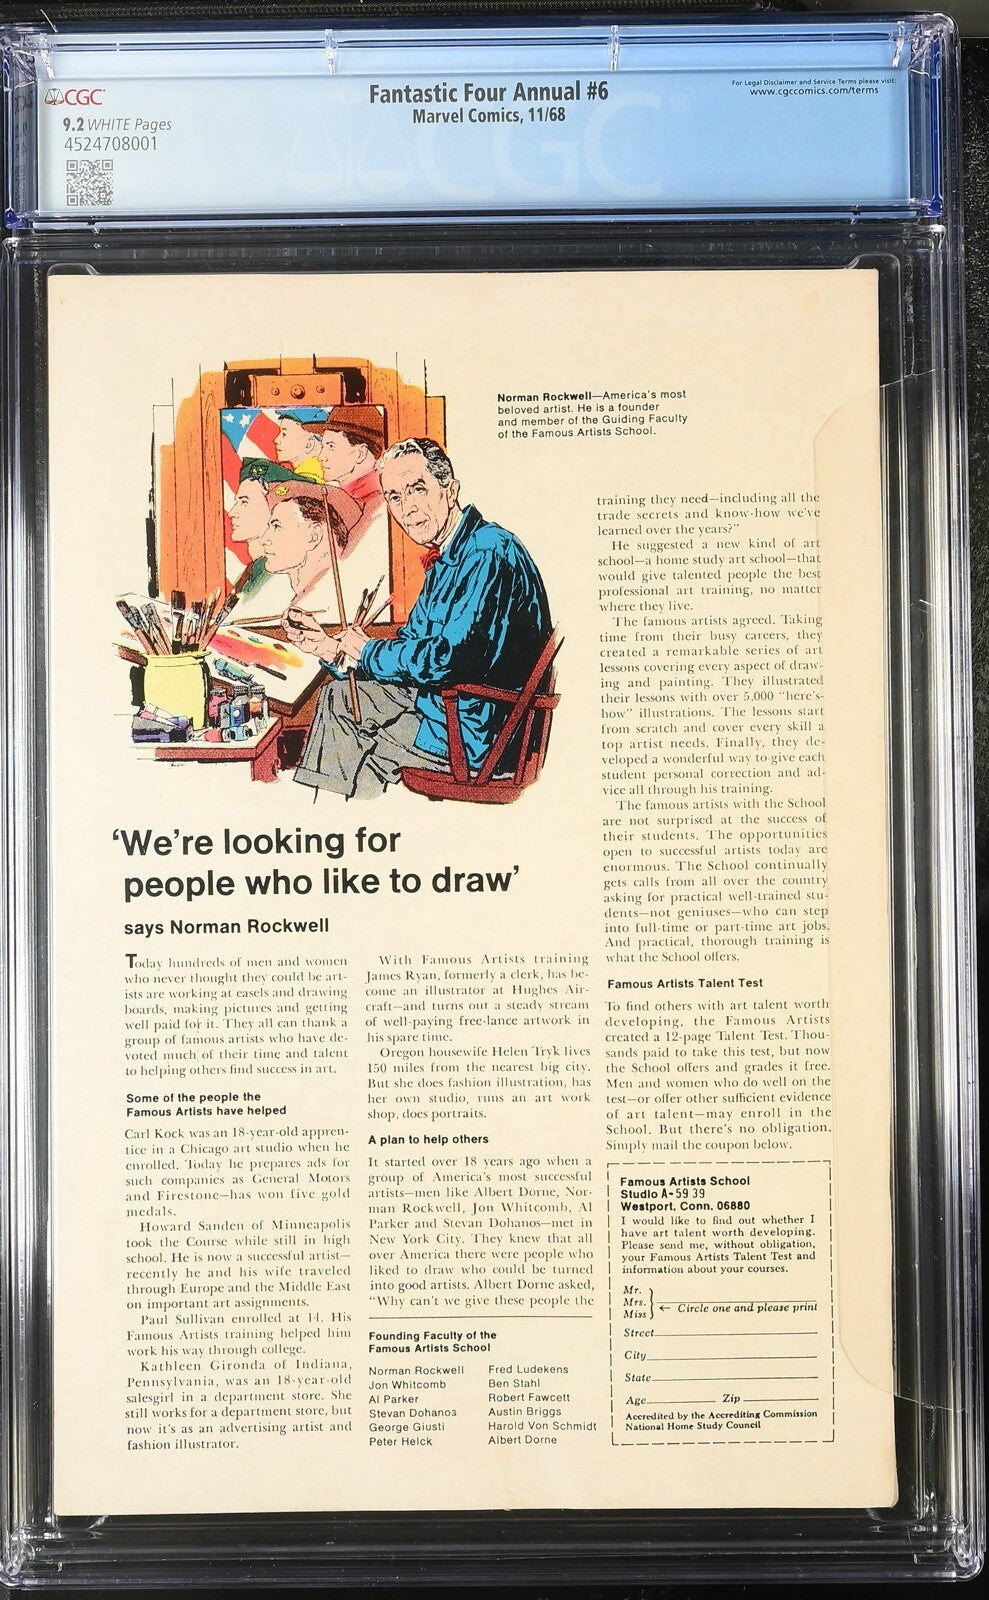 CGC
9.2 WHITE Pages
4524708001
Fantastic Four Annual #6
Marvel Comics, 11/68
For Legal Disclaimer and Service Terms please visit:
www.cgccomics.com/terms
CGC
Norman Rockwell—America's most
beloved artist. He is a founder
and member of the Guiding Faculty
of the Famous Artists School.
'We're looking for
people who like to draw'
says Norman Rockwell
Today hundreds of men and women
who never thought they could be art-
ists are working at easels and drawing
boards, making pictures and getting
well paid for it. They all can thank a
group of famous artists who have de-
voted much of their time and talent
to helping others find success in art.
Some of the people the
Famous Artists have helped
Carl Kock was an 18-year-old appren-
tice in a Chicago art studio when he
enrolled. Today he prepares ads for
such companies as General Motors
and Firestone—has won five gold
medals.
Howard Sanden of Minneapolis
took the Course while still in high
school. He is now a successful artist—
recently he and his wife traveled
through Europe and the Middle East
on important art assignments.
Paul Sullivan enrolled at 14. His
Famous Artists training helped him
work his way through college.
Kathleen Gironda of Indiana,
Pennsylvania, was an 18-year-old
salesgirl in a department store. She
still works for a department store, but
now it's as an advertising artist and
fashion illustrator.
With Famous Artists training
James Ryan, formerly a clerk, has be-
come an illustrator at Hughes Air-
craft—and turns out a steady stream
of well-paying free-lance artwork in
his spare time.
Oregon housewife Helen Tryk lives
150 miles from the nearest big city.
But she does fashion illustration, has
her own studio, runs an art work
shop, does portraits.
A plan to help others
It started over 18 years ago when a
group of America's most successful
artists—men like Albert Dorne, Nor-
man Rockwell, Jon Whitcomb, Al
Parker and Stevan Dohanos—met in
New York City. They knew that all
over America there were people who
liked to draw who could be turned
into good artists. Albert Dorne asked,
"Why can't we give these people the
Founding Faculty of the
Famous Artists School
Norman Rockwell
Jon Whitcomb
Al Parker
Stevan Dohanos
George Giusti
Peter Helck
Fred Ludekens
Ben Stahl
Robert Fawcett
Austin Briggs
Harold Von Schmidt
Albert Dorne
training they need—including all the
trade secrets and know-how we've
learned over the years?"
He suggested a new kind of art
school—a home study art school—that
would give talented people the best
professional art training, no matter
where they live.
The famous artists agreed. Taking
time from their busy careers, they
created a remarkable series of art
lessons covering every aspect of draw-
ing and painting. They illustrated
their lessons with over 5,000 "here's-
how" illustrations. The lessons start
from scratch and cover every skill a
top artist needs. Finally, they de-
veloped a wonderful way to give each
student personal correction and ad-
vice all through his training.
The famous artists with the School
are not surprised at the success of
their students. The opportunities
open to successful artists today are
enormous. The School continually
gets calls from all over the country
asking for practical well-trained stu-
dents—not geniuses—who can step
into full-time or part-time art jobs.
And practical, thorough training is
what the School offers.
Famous Artists Talent Test
To find others with art talent worth
developing, the Famous Artists
created a 12-page Talent Test. Thou-
sands paid to take this test, but now
the School offers and grades it free.
Men and women who do well on the
test—or offer other sufficient evidence
of art talent—may enroll in the
School. But there's no obligation.
Simply mail the coupon below.
Famous Artists School
Studio A-5939
Westport, Conn. 06880
I would like to find out whether I
have art talent worth developing.
Please send me, without obligation,
your Famous Artists Talent Test and
information about your courses.
Mr.
Mrs.
Miss
← Circle one and please print
Street
City
State
Age Zip
Accredited by the Accrediting Commission
National Home Study Council